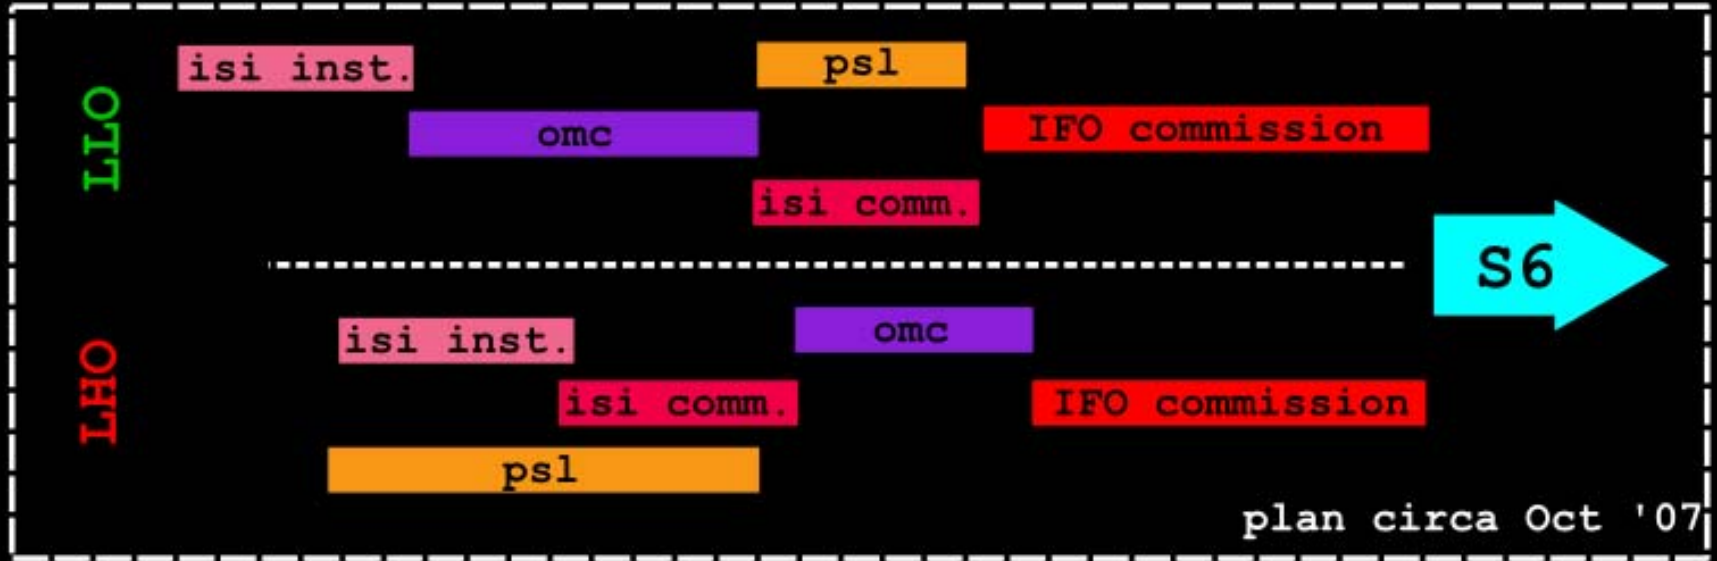 LLO
isi inst.
psl
omc
IFO commission
isi comm.
S6
LHO
isi inst.
omc
isi comm.
IFO commission
psl
plan circa Oct '07